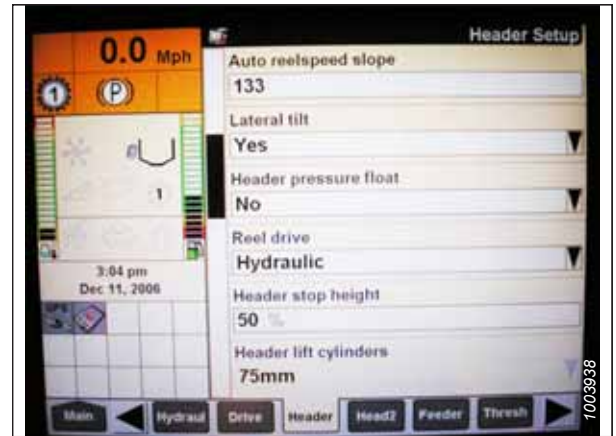 0.0 Mph
Header Setup
1
(P)
1
3:04 pm
Dec 11, 2006
Auto reelspeed slope
133
Lateral tilt
Yes
Header pressure float
No
Reel drive
Hydraulic
Header stop height
50 %
Header lift cylinders
75mm
Main
Hydraul
Drive
Header
Head2
Feeder
Thresh
1003938